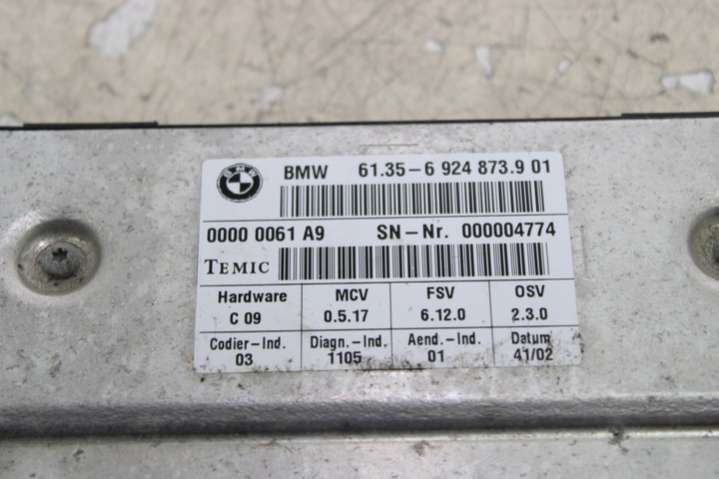 BMW
BMW 61.35-6 924 873.9 01
0000 0061 A9 SN-Nr. 000004774
TEMIC
Hardware MCV FSV OSV
C 09 0.5.17 6.12.0 2.3.0
Codier-Ind. Diagn.-Ind. Aend.-Ind. Datum
03 1105 01 41/02